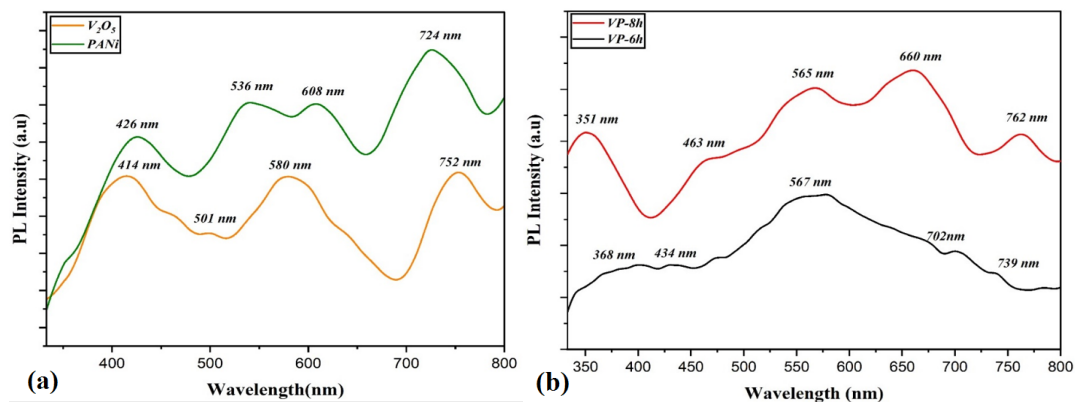 V₂O₅
PANi
426 nm
414 nm
501 nm
536 nm
608 nm
580 nm
724 nm
752 nm
PL Intensity (a.u)
400
500
600
700
800
Wavelength(nm)
(a)
VP-8h
VP-6h
351 nm
463 nm
565 nm
660 nm
762 nm
368 nm
434 nm
567 nm
702nm
739 nm
PL Intensity (a.u)
350
400
450
500
550
600
650
700
750
800
Wavelength (nm)
(b)